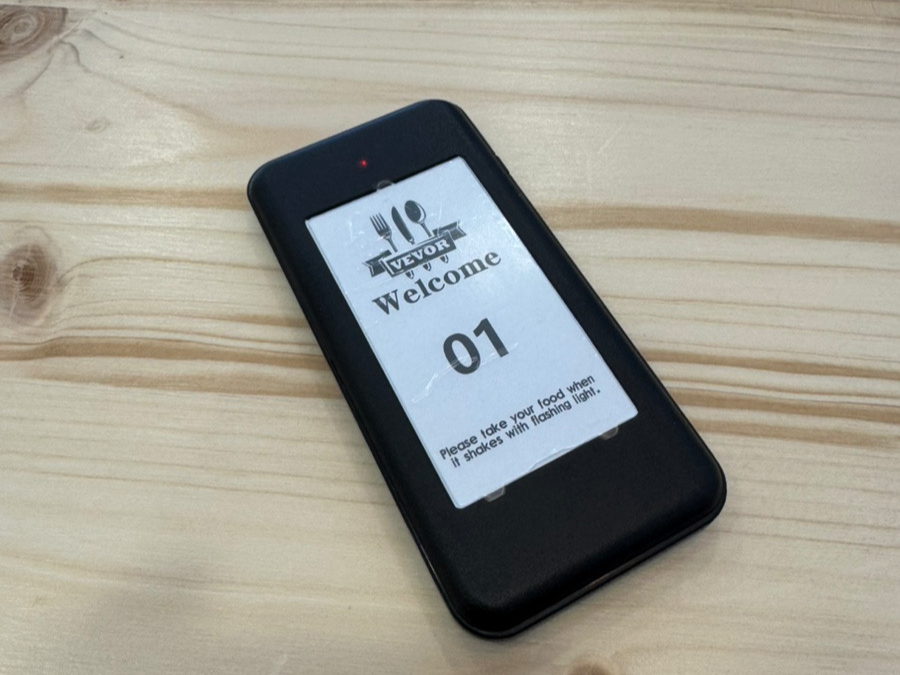 VEVOR
Welcome
01
Please take your food when
it shakes with flashing light.